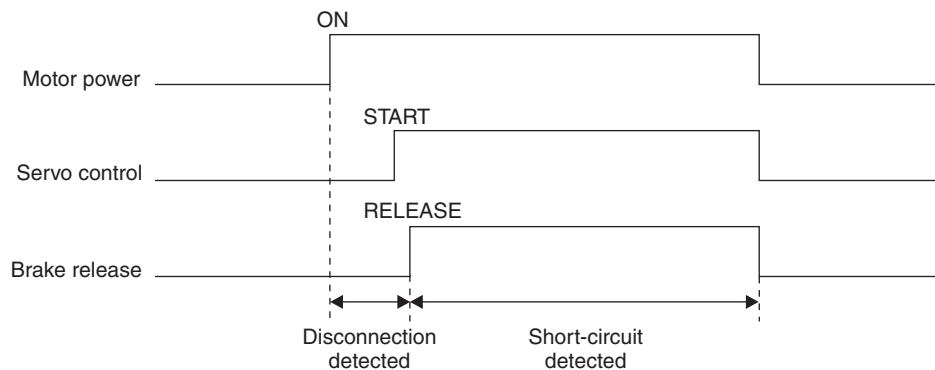 ON
Motor power
START
Servo control
RELEASE
Brake release
Disconnection
detected
Short-circuit
detected